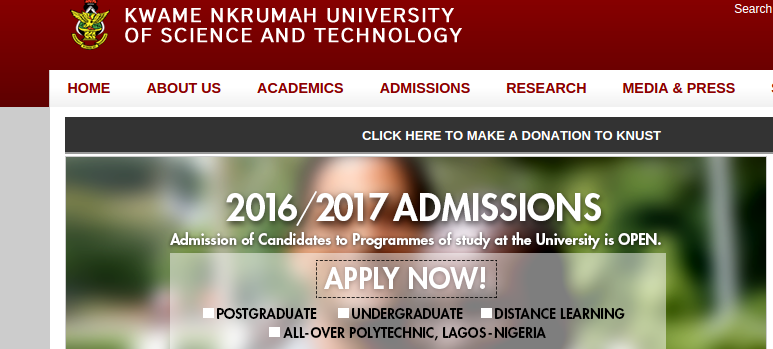 Search
KWAME NKRUMAH UNIVERSITY
OF SCIENCE AND TECHNOLOGY
HOME ABOUT US ACADEMICS ADMISSIONS RESEARCH MEDIA & PRESS
CLICK HERE TO MAKE A DONATION TO KNUST
2016/2017 ADMISSIONS
Admission of Candidates to Programmes of study at the University is OPEN.
APPLY NOW!
POSTGRADUATE UNDERGRADUATE DISTANCE LEARNING
ALL-OVER POLYTECHNIC, LAGOS-NIGERIA